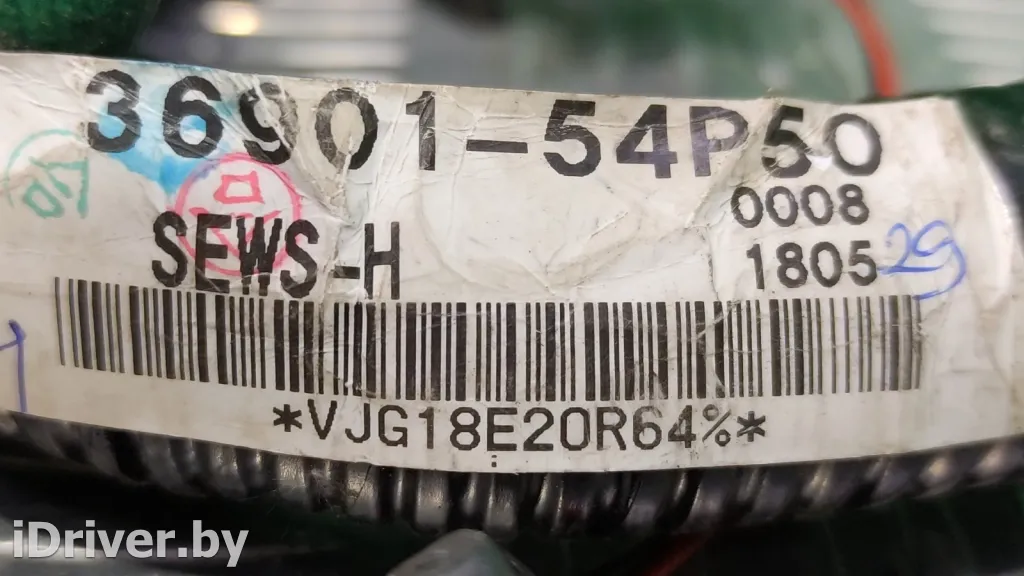 36901-54P50
0008
SEWS-H
1805 29
*VJG18E20R64%*
iDriver.by